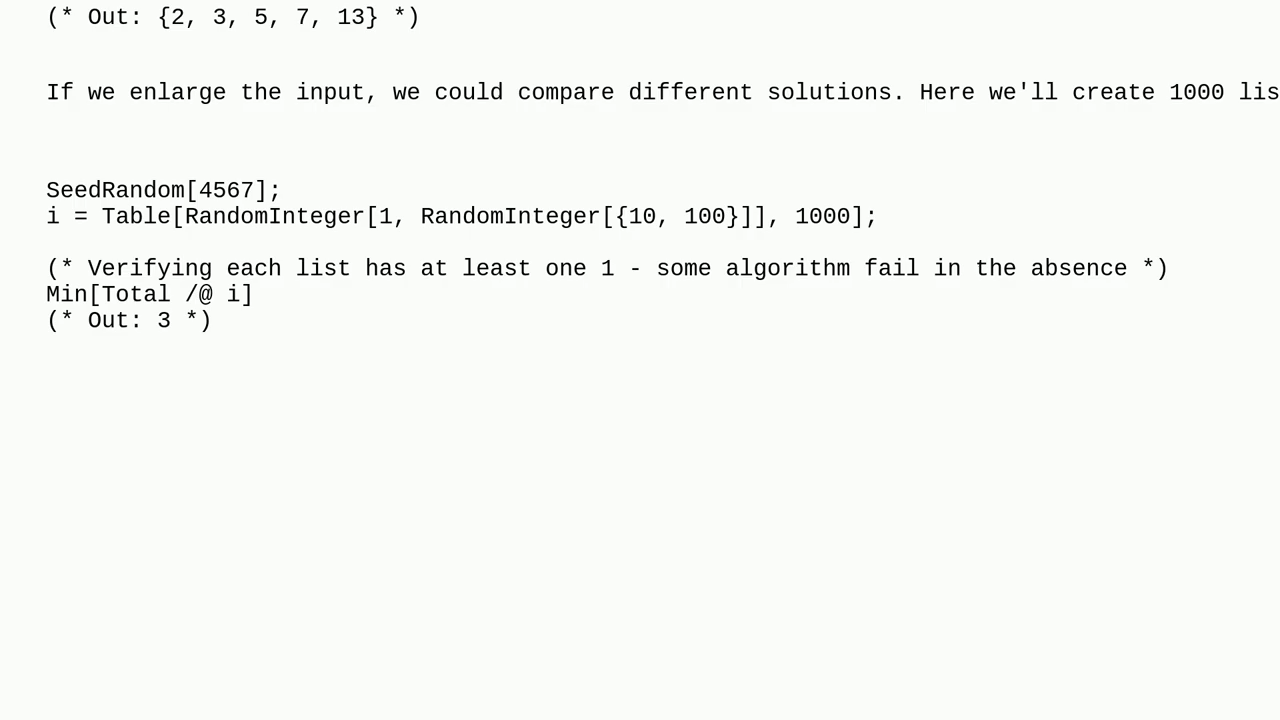 (* Out: {2, 3, 5, 7, 13} *)
If we enlarge the input, we could compare different solutions. Here we'll create 1000 lis
SeedRandom[4567];
i = Table[RandomInteger[1, RandomInteger[{10, 100}]], 1000];
(* Verifying each list has at least one 1 - some algorithm fail in the absence *)
Min[Total /@ i]
(* Out: 3 *)